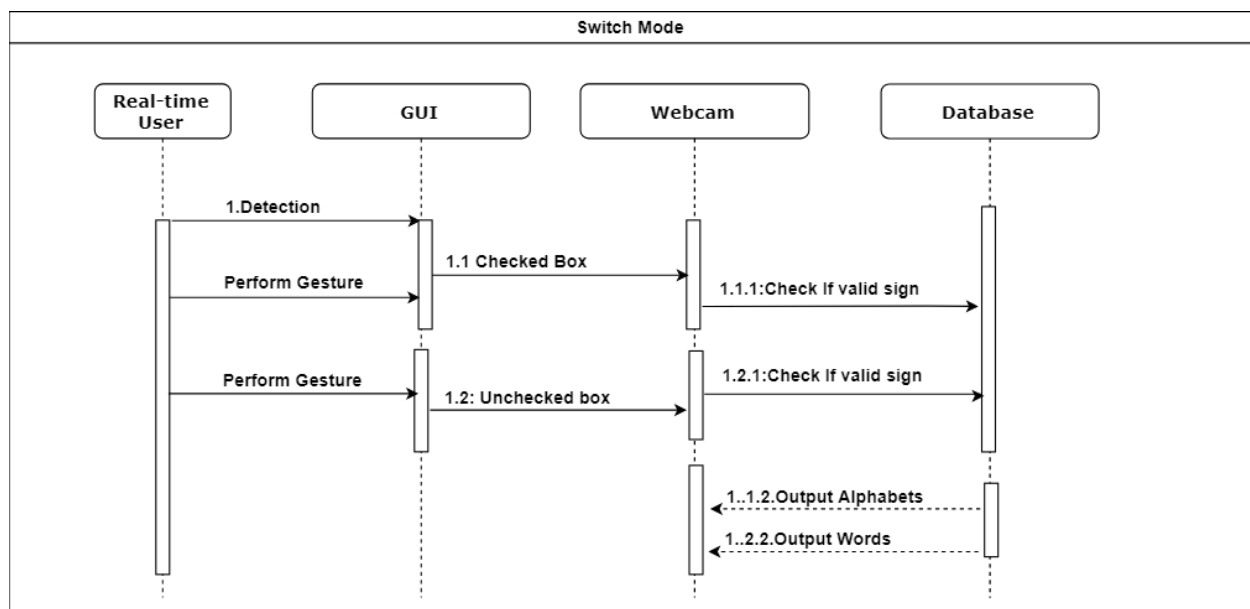 Switch Mode
Real-time
User
GUI
Webcam
Database
1.Detection
1.1 Checked Box
Perform Gesture
1.1.1:Check If valid sign
Perform Gesture
1.2: Unchecked box
1.2.1:Check If valid sign
1..1.2.Output Alphabets
1..2.2.Output Words